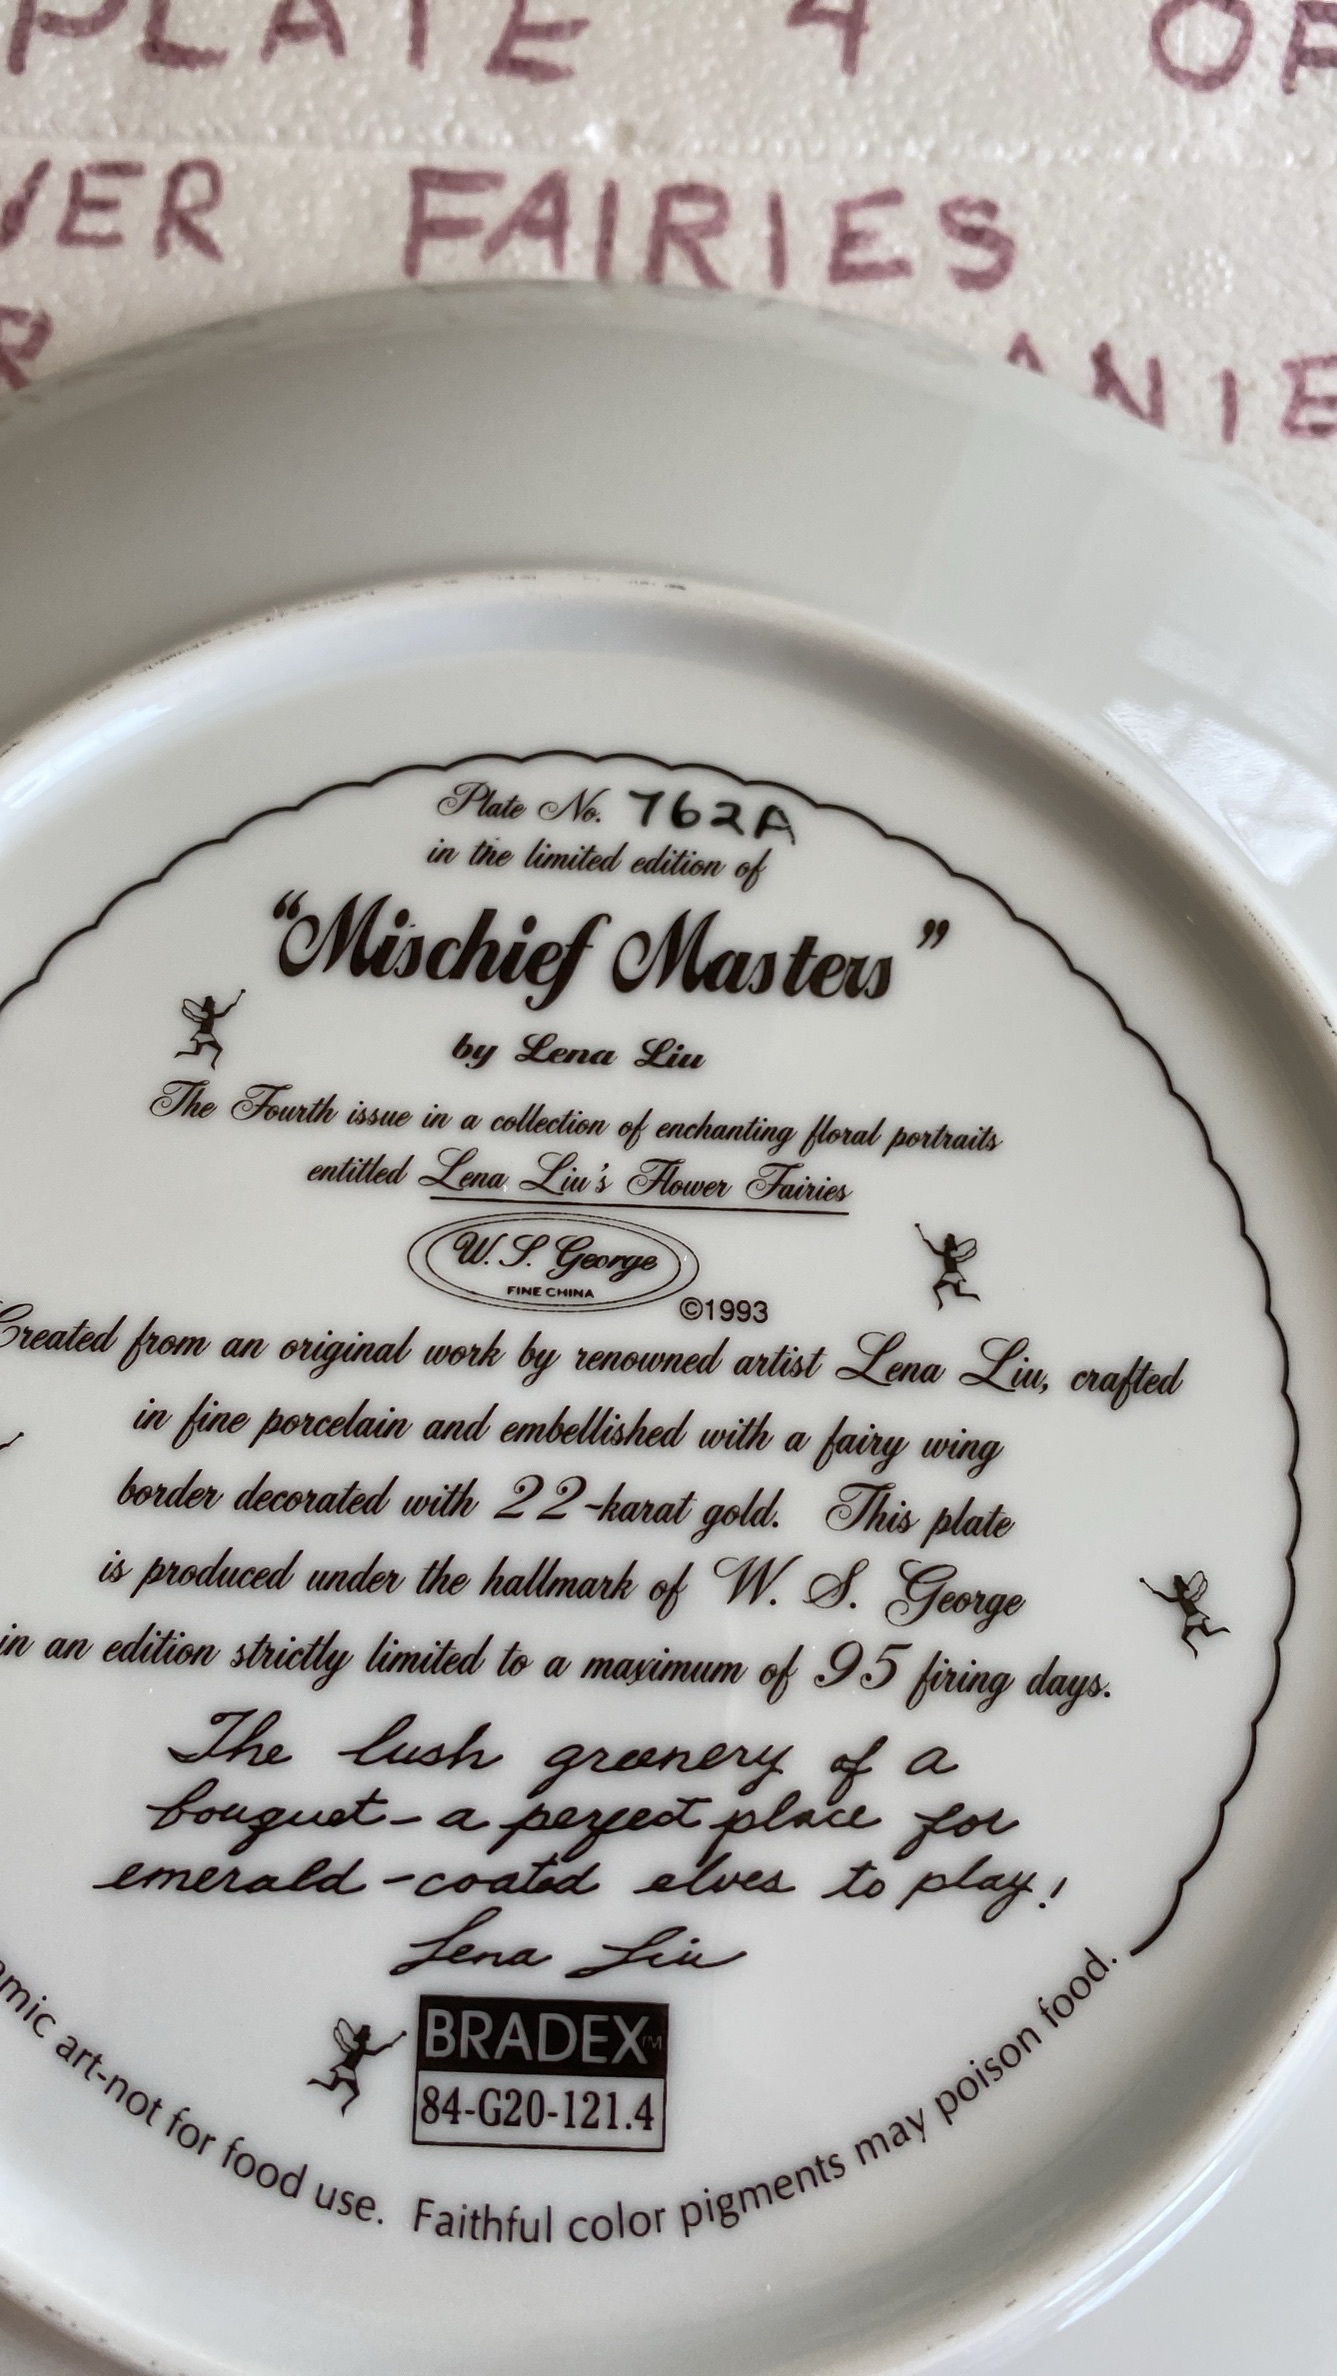 PLATE 4 OF
FAIRIES
Plate No. 762A
in the limited edition of
"Mischief Masters"
by Lena Liu
The Fourth issue in a collection of enchanting floral portraits
entitled Lena Liu's Flower Fairies
W. S. George
FINE CHINA
©1993
Created from an original work by renowned artist Lena Liu, crafted
in fine porcelain and embellished with a fairy wing
border decorated with 22-karat gold. This plate
is produced under the hallmark of W. S. George
in an edition strictly limited to a maximum of 95 firing days.
The lush greenery of a
bouquet - a perfect place for
emerald - coated elves to play!
Lena Liu
BRADEX™
84-G20-121.4
art-not for food use. Faithful color pigments may poison food.